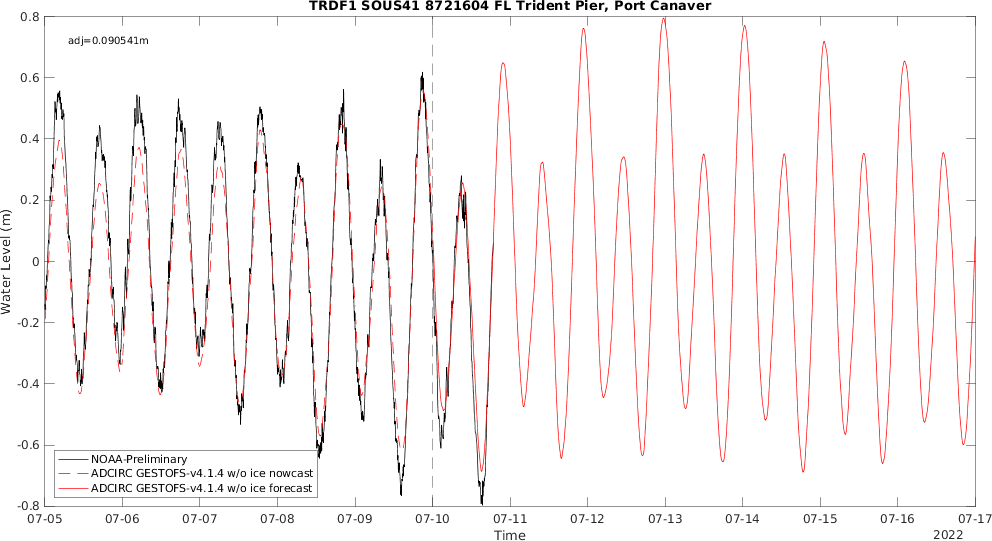 TRDF1 SOUS41 8721604 FL Trident Pier, Port Canaver
adj=0.090541m
0.8
0.6
0.4
0.2
0
-0.2
-0.4
-0.6
-0.8
Water Level (m)
NOAA-Preliminary
ADCIRC GESTOFS-v4.1.4 w/o ice nowcast
ADCIRC GESTOFS-v4.1.4 w/o ice forecast
07-05 07-06 07-07 07-08 07-09 07-10 07-11 07-12 07-13 07-14 07-15 07-16 07-17
Time
2022